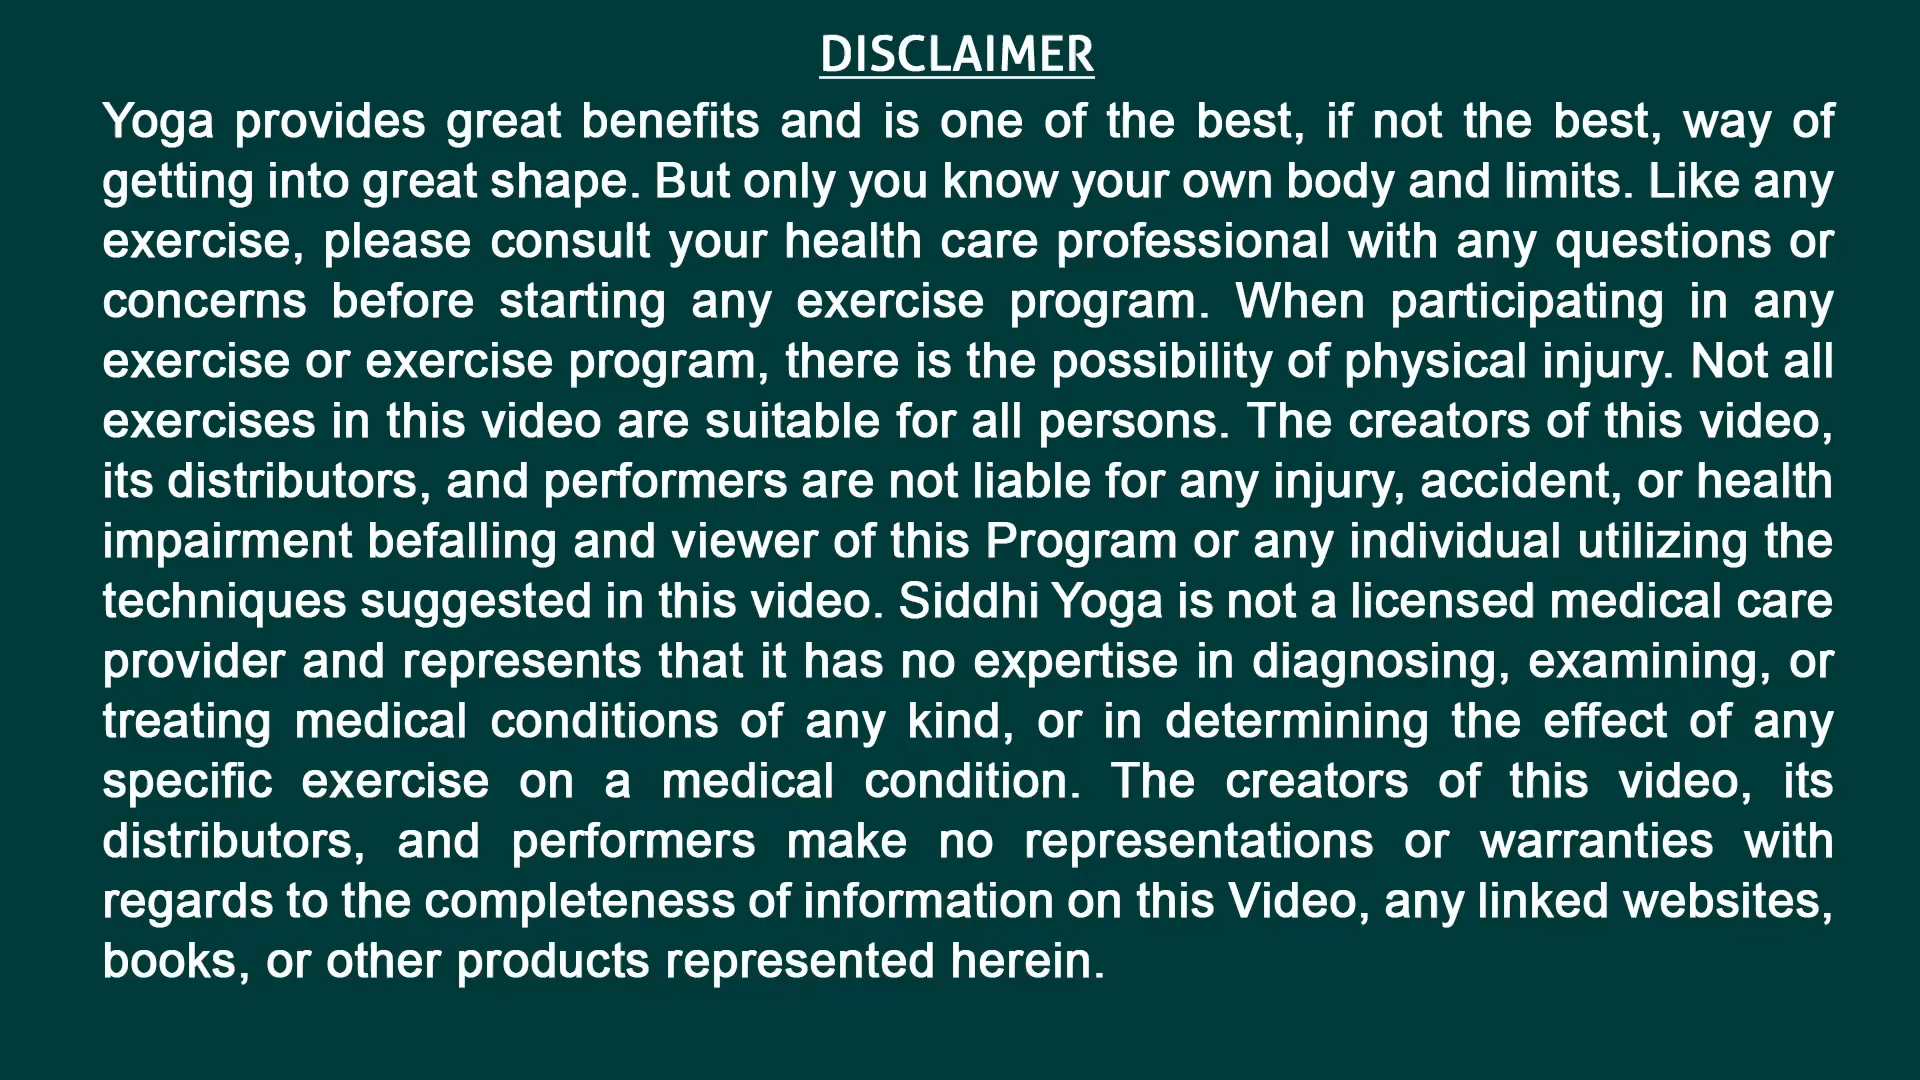 DISCLAIMER
Yoga provides great benefits and is one of the best, if not the best, way of
getting into great shape. But only you know your own body and limits. Like any
exercise, please consult your health care professional with any questions or
concerns before starting any exercise program. When participating in any
exercise or exercise program, there is the possibility of physical injury. Not all
exercises in this video are suitable for all persons. The creators of this video,
its distributors, and performers are not liable for any injury, accident, or health
impairment befalling and viewer of this Program or any individual utilizing the
techniques suggested in this video. Siddhi Yoga is not a licensed medical care
provider and represents that it has no expertise in diagnosing, examining, or
treating medical conditions of any kind, or in determining the effect of any
specific exercise on a medical condition. The creators of this video, its
distributors, and performers make no representations or warranties with
regards to the completeness of information on this Video, any linked websites,
books, or other products represented herein.